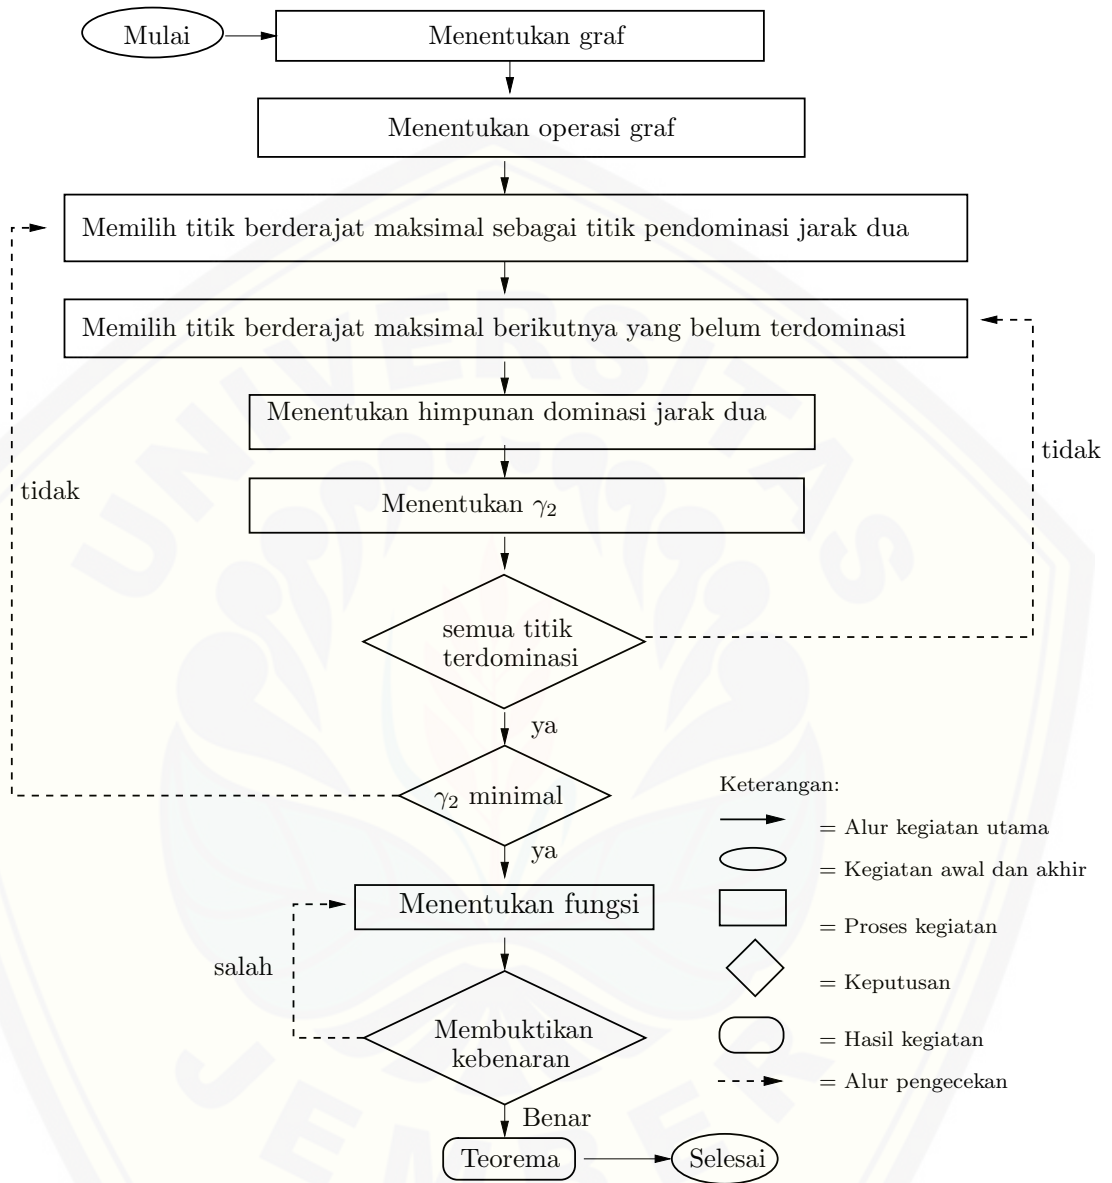 Mulai
Menentukan graf
Menentukan operasi graf
Memilih titik berderajat maksimal sebagai titik pendominasi jarak dua
Memilih titik berderajat maksimal berikutnya yang belum terdominasi
Menentukan himpunan dominasi jarak dua
tidak
tidak
Menentukan γ₂
semua titik
terdominasi
ya
γ₂ minimal
ya
Menentukan fungsi
salah
Membuktikan
kebenaran
Benar
Teorema
Selesai
Keterangan:
= Alur kegiatan utama
= Kegiatan awal dan akhir
= Proses kegiatan
= Keputusan
= Hasil kegiatan
= Alur pengecekan
UNIVERSITAS
JEMBER